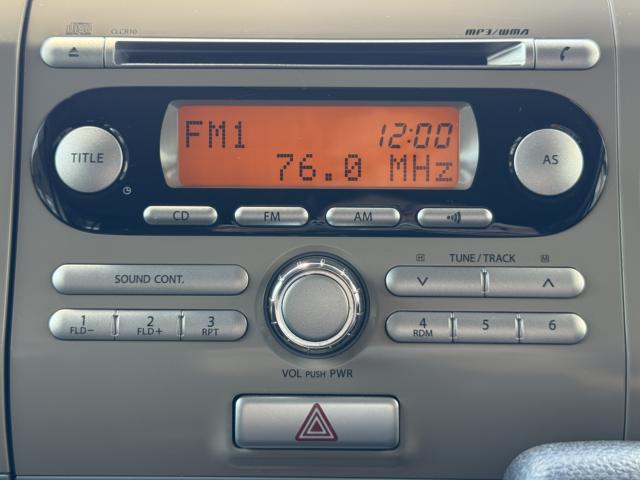 CLCR10
MP3/WMA
FM1 12:00
76.0 MHz
TITLE
AS
CD
FM
AM
SOUND CONT.
H TUNE/TRACK M
1 2 3
FLD− FLD+ RPT
4 5 6
RDM
VOL PUSH PWR